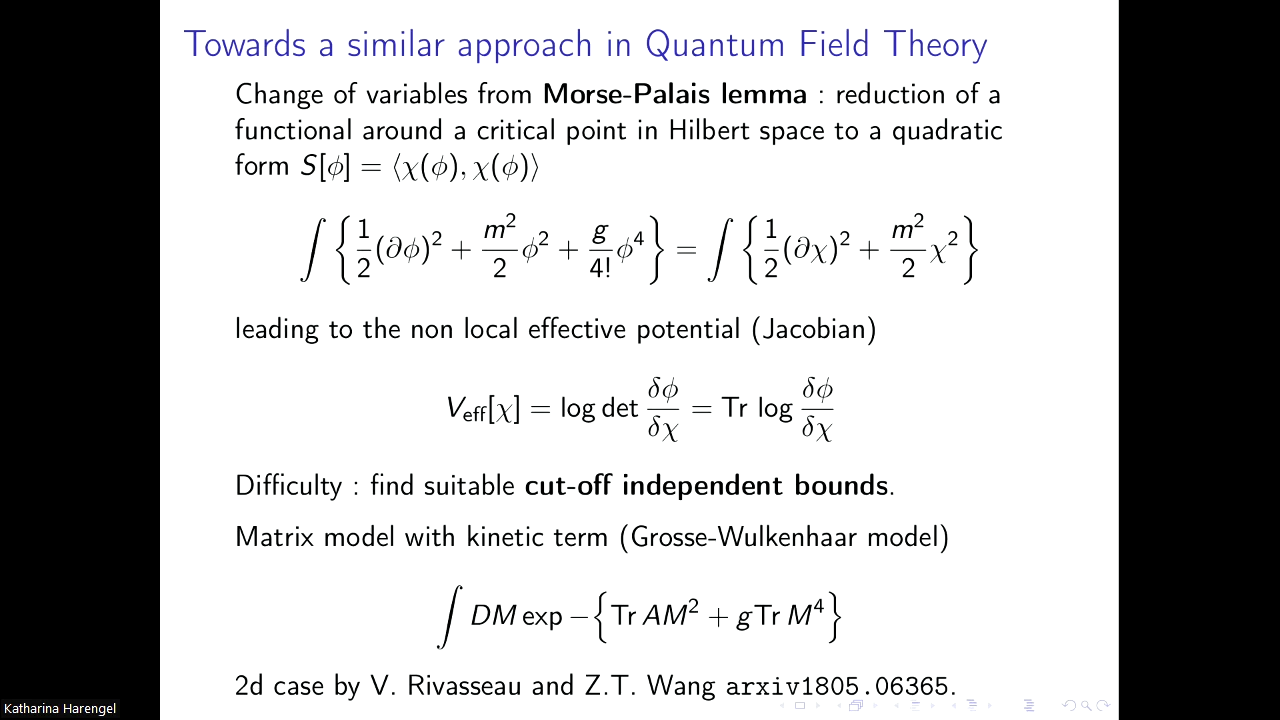 Towards a similar approach in Quantum Field Theory
Change of variables from Morse-Palais lemma : reduction of a
functional around a critical point in Hilbert space to a quadratic
form S[ϕ] = ⟨χ(ϕ), χ(ϕ)⟩
∫ { 1/2 (∂ϕ)² + m²/2 ϕ² + g/4! ϕ⁴ } = ∫ { 1/2 (∂χ)² + m²/2 χ² }
leading to the non local effective potential (Jacobian)
V_eff[χ] = log det δϕ/δχ = Tr log δϕ/δχ
Difficulty : find suitable cut-off independent bounds.
Matrix model with kinetic term (Grosse-Wulkenhaar model)
∫ DM exp − { Tr AM² + g Tr M⁴ }
2d case by V. Rivasseau and Z.T. Wang arxiv1805.06365.
Katharina Harengel